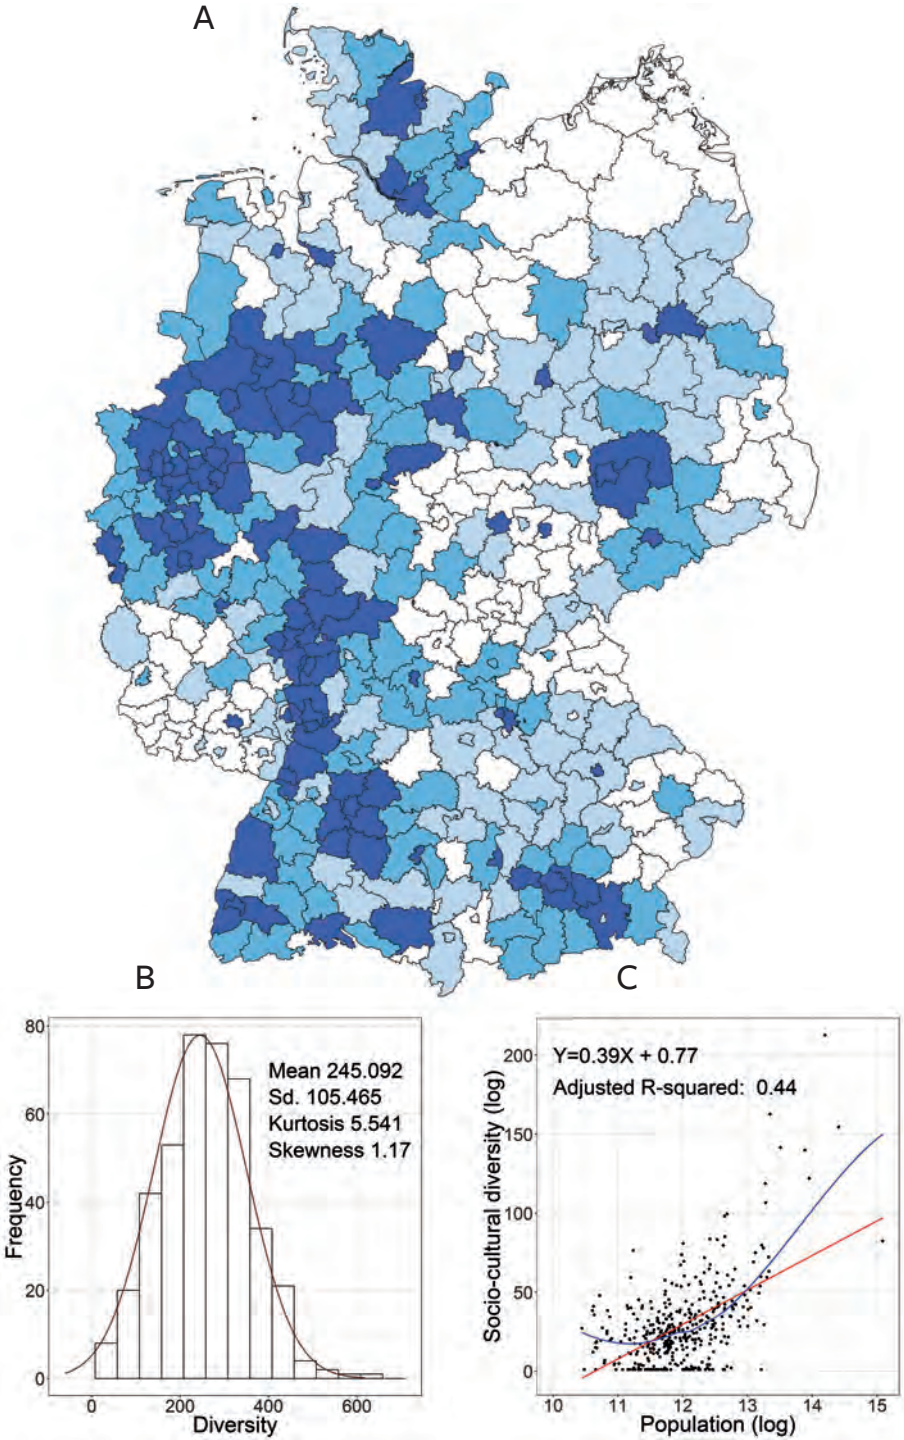 A
B
C
80
60
40
20
0
Frequency
Mean 245.092
Sd. 105.465
Kurtosis 5.541
Skewness 1.17
0
200
400
600
Diversity
200
150
100
50
0
Socio-cultural diversity (log)
Y=0.39X + 0.77
Adjusted R-squared: 0.44
10
11
12
13
14
15
Population (log)